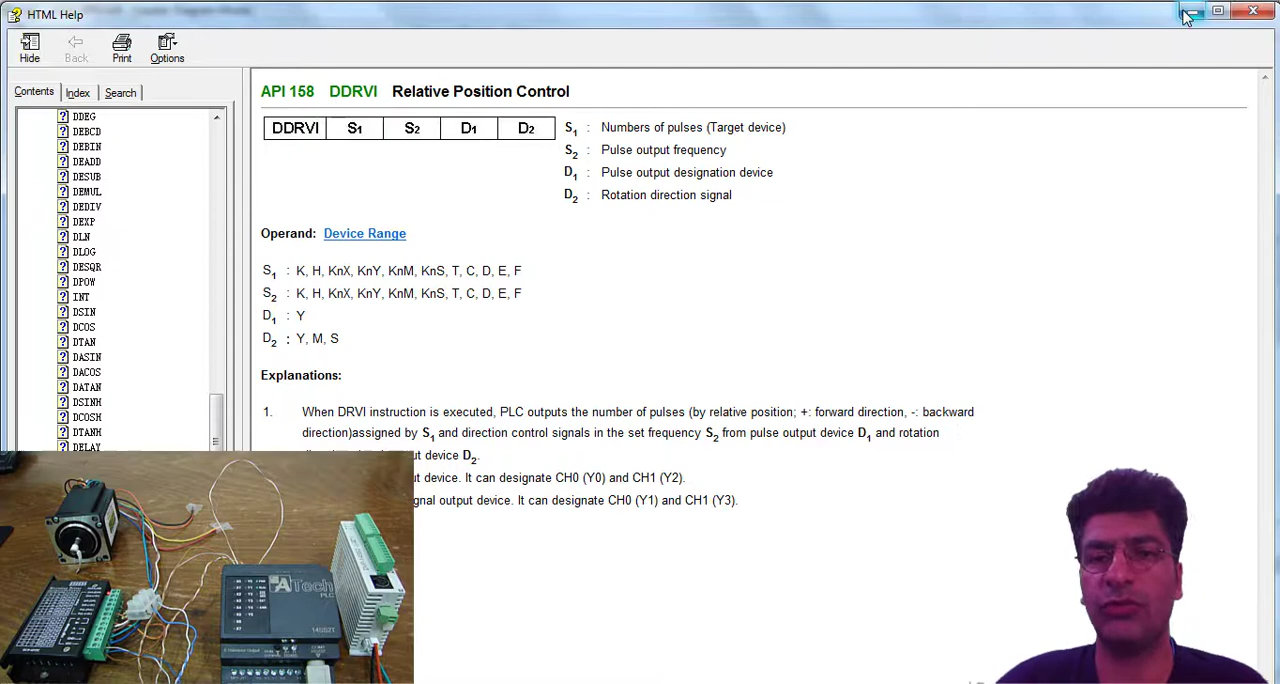 HTML Help
Hide
Back
Print
Options
Contents
Index
Search
DDEG
DEBCD
DEBIN
DEADD
DESUB
DEMUL
DEDIV
DEXP
DLN
DLOG
DESQR
DPOW
INT
DSIN
DCOS
DTAN
DASIN
DACOS
DATAN
DSINH
DCOSH
DTANH
DELAY
API 158 DDRVI Relative Position Control
DDRVI S1 S2 D1 D2
S1 : Numbers of pulses (Target device)
S2 : Pulse output frequency
D1 : Pulse output designation device
D2 : Rotation direction signal
Operand: Device Range
S1 : K, H, KnX, KnY, KnM, KnS, T, C, D, E, F
S2 : K, H, KnX, KnY, KnM, KnS, T, C, D, E, F
D1 : Y
D2 : Y, M, S
Explanations:
1. When DRVI instruction is executed, PLC outputs the number of pulses (by relative position; +: forward direction, -: backward
direction)assigned by S1 and direction control signals in the set frequency S2 from pulse output device D1 and rotation
device D2.
ut device. It can designate CH0 (Y0) and CH1 (Y2).
gnal output device. It can designate CH0 (Y1) and CH1 (Y3).
ATech
PLC
14SS2T